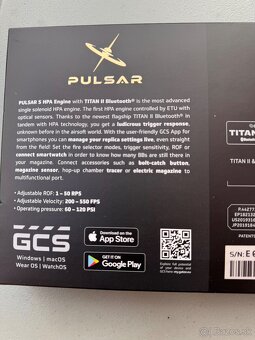 PULSAR
PULSAR S HPA Engine with TITAN II Bluetooth® is the most advanced
single solenoid HPA engine. The first HPA engine controlled by ETU with
optical sensors. Thanks to the newest flagship TITAN II Bluetooth® in
tandem with HPA technology, you get a ludicrous trigger response,
unknown before in the airsoft world. With the user-friendly GCS App for
smartphones you can manage your replica settings live, even straight
from the field! Set the fire selector modes, trigger sensitivity, ROF or
connect smartwatch in order to know how many BBs are still there in
your mag. Connect accessories such as bolt-catch button,
magazine sensor, hop-up chamber tracer or electric magazine to
multifunctional port.
• Adjustable ROF: 1 – 50 RPS
• Adjustable Velocity: 200 – 550 FPS
• Operating pressure: 60 – 120 PSI
GCS
Windows | macOS
Wear OS | WatchOS
Download on the
App Store
GET IT ON
Google Play
Explore PULSAR S
TITAN
Bluetooth
TITAN II &
S/N: E